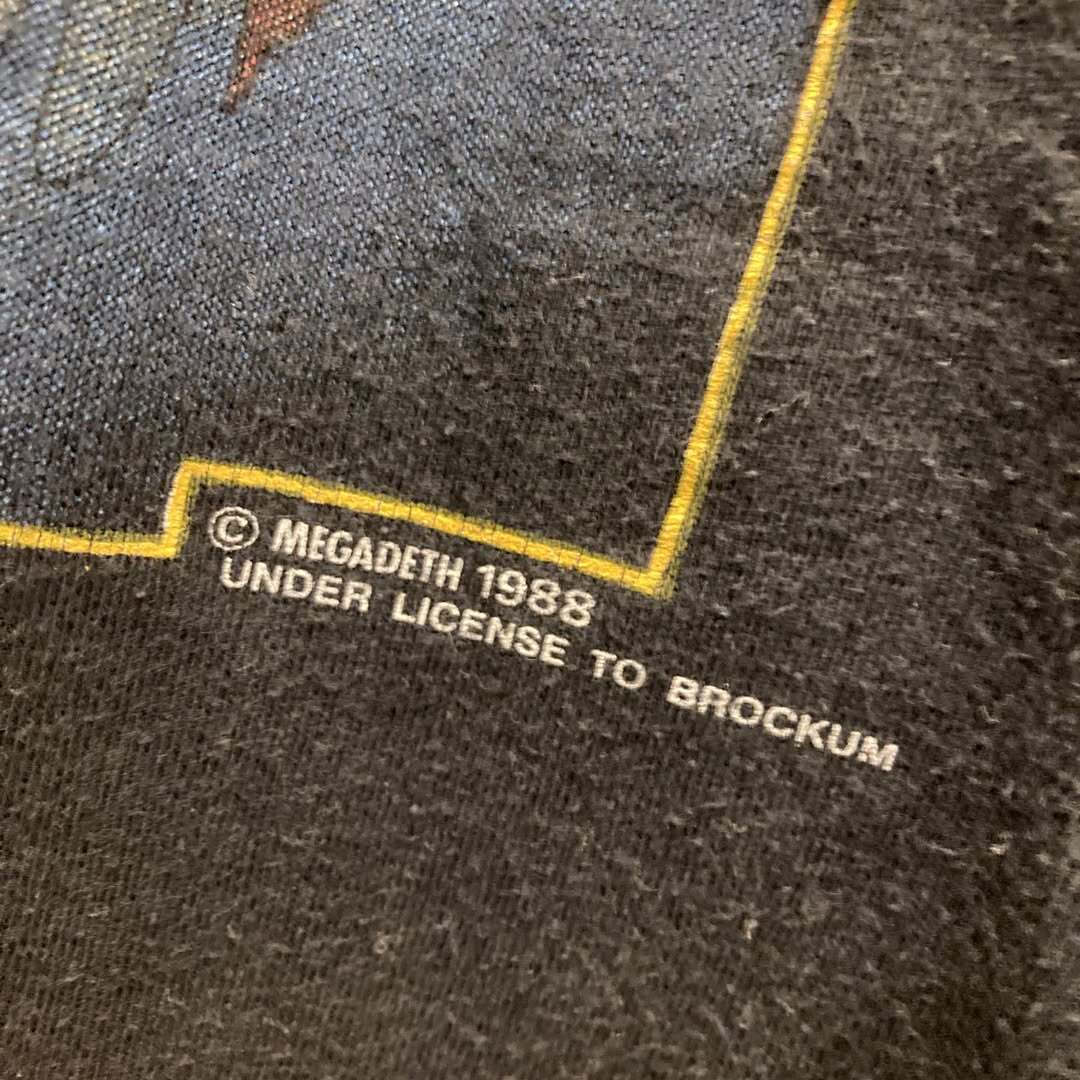 © MEGADETH 1988
UNDER LICENSE TO BROCKUM